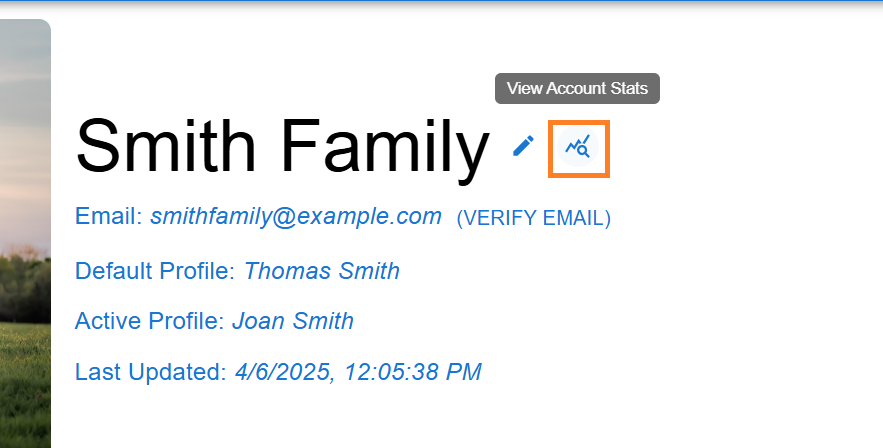 View Account Stats
Smith Family
Email: smithfamily@example.com (VERIFY EMAIL)
Default Profile: Thomas Smith
Active Profile: Joan Smith
Last Updated: 4/6/2025, 12:05:38 PM